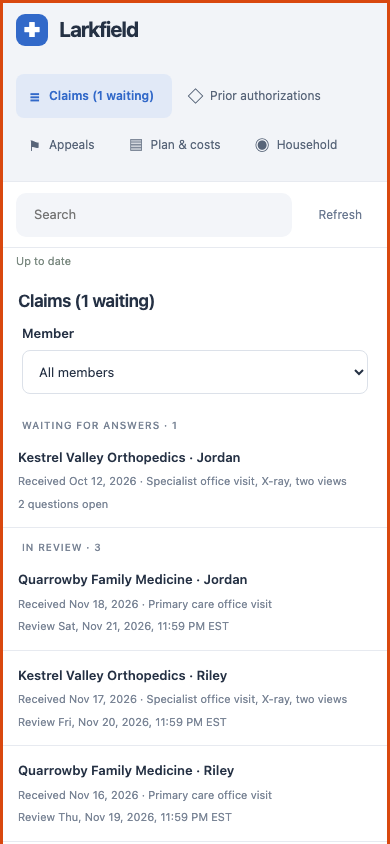 Larkfield
Claims (1 waiting)
Prior authorizations
Appeals
Plan & costs
Household
Search
Refresh
Up to date
Claims (1 waiting)
Member
All members
WAITING FOR ANSWERS · 1
Kestrel Valley Orthopedics · Jordan
Received Oct 12, 2026 · Specialist office visit, X-ray, two views
2 questions open
IN REVIEW · 3
Quarrowby Family Medicine · Jordan
Received Nov 18, 2026 · Primary care office visit
Review Sat, Nov 21, 2026, 11:59 PM EST
Kestrel Valley Orthopedics · Riley
Received Nov 17, 2026 · Specialist office visit, X-ray, two views
Review Fri, Nov 20, 2026, 11:59 PM EST
Quarrowby Family Medicine · Riley
Received Nov 16, 2026 · Primary care office visit
Review Thu, Nov 19, 2026, 11:59 PM EST